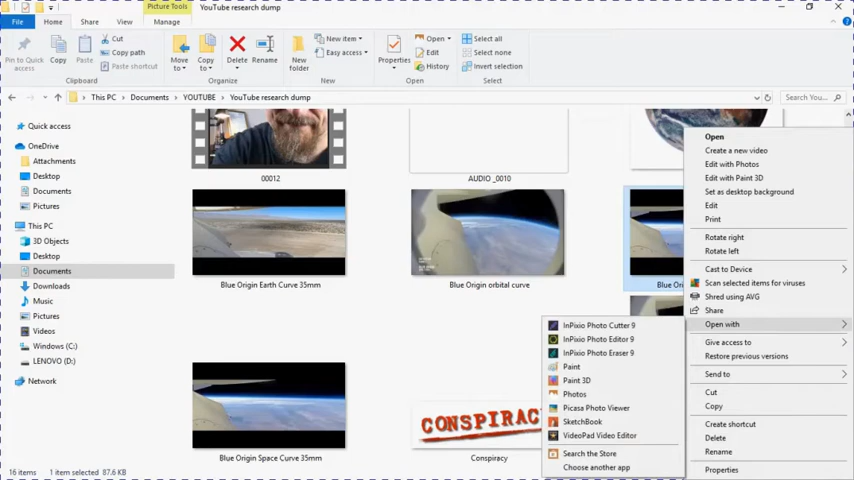 Picture Tools
YouTube research dump
File
Home
Share
View
Manage
Pin to Quick access
Copy
Paste
Cut
Copy path
Paste shortcut
Move to
Copy to
Delete
Rename
Organize
New folder
New item
Easy access
New
Properties
Open
Edit
History
Open
Select all
Select none
Invert selection
Select
This PC > Documents > YOUTUBE > YouTube research dump
Search You...
Quick access
OneDrive
Attachments
Desktop
Documents
Pictures
This PC
3D Objects
Desktop
Documents
Downloads
Music
Pictures
Videos
Windows (C:)
LENOVO (D:)
Network
00012
AUDIO _0010
Blue Origin Earth Curve 35mm
Blue Origin orbital curve
Blue Ori
Blue Origin Space Curve 35mm
CONSPIRAC
Conspiracy
Open
Create a new video
Edit with Photos
Edit with Paint 3D
Set as desktop background
Edit
Print
Rotate right
Rotate left
Cast to Device
Scan selected items for viruses
Shred using AVG
Share
Open with
Give access to
Restore previous versions
Send to
Cut
Copy
Create shortcut
Delete
Rename
Properties
InPixio Photo Cutter 9
InPixio Photo Editor 9
InPixio Photo Eraser 9
Paint
Paint 3D
Photos
Picasa Photo Viewer
SketchBook
VideoPad Video Editor
Search the Store
Choose another app
16 items
1 item selected 87.6 KB